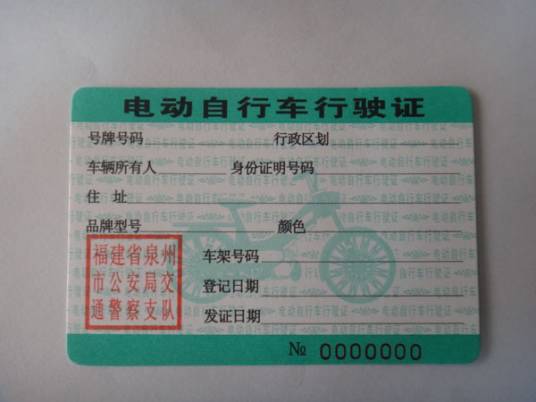 电动自行车行驶证
号牌号码 行政区划
车辆所有人 身份证明号码
住 址
品牌型号 颜色
车架号码
登记日期
发证日期
福建省泉州
市公安局交
通警察支队
№ 0000000